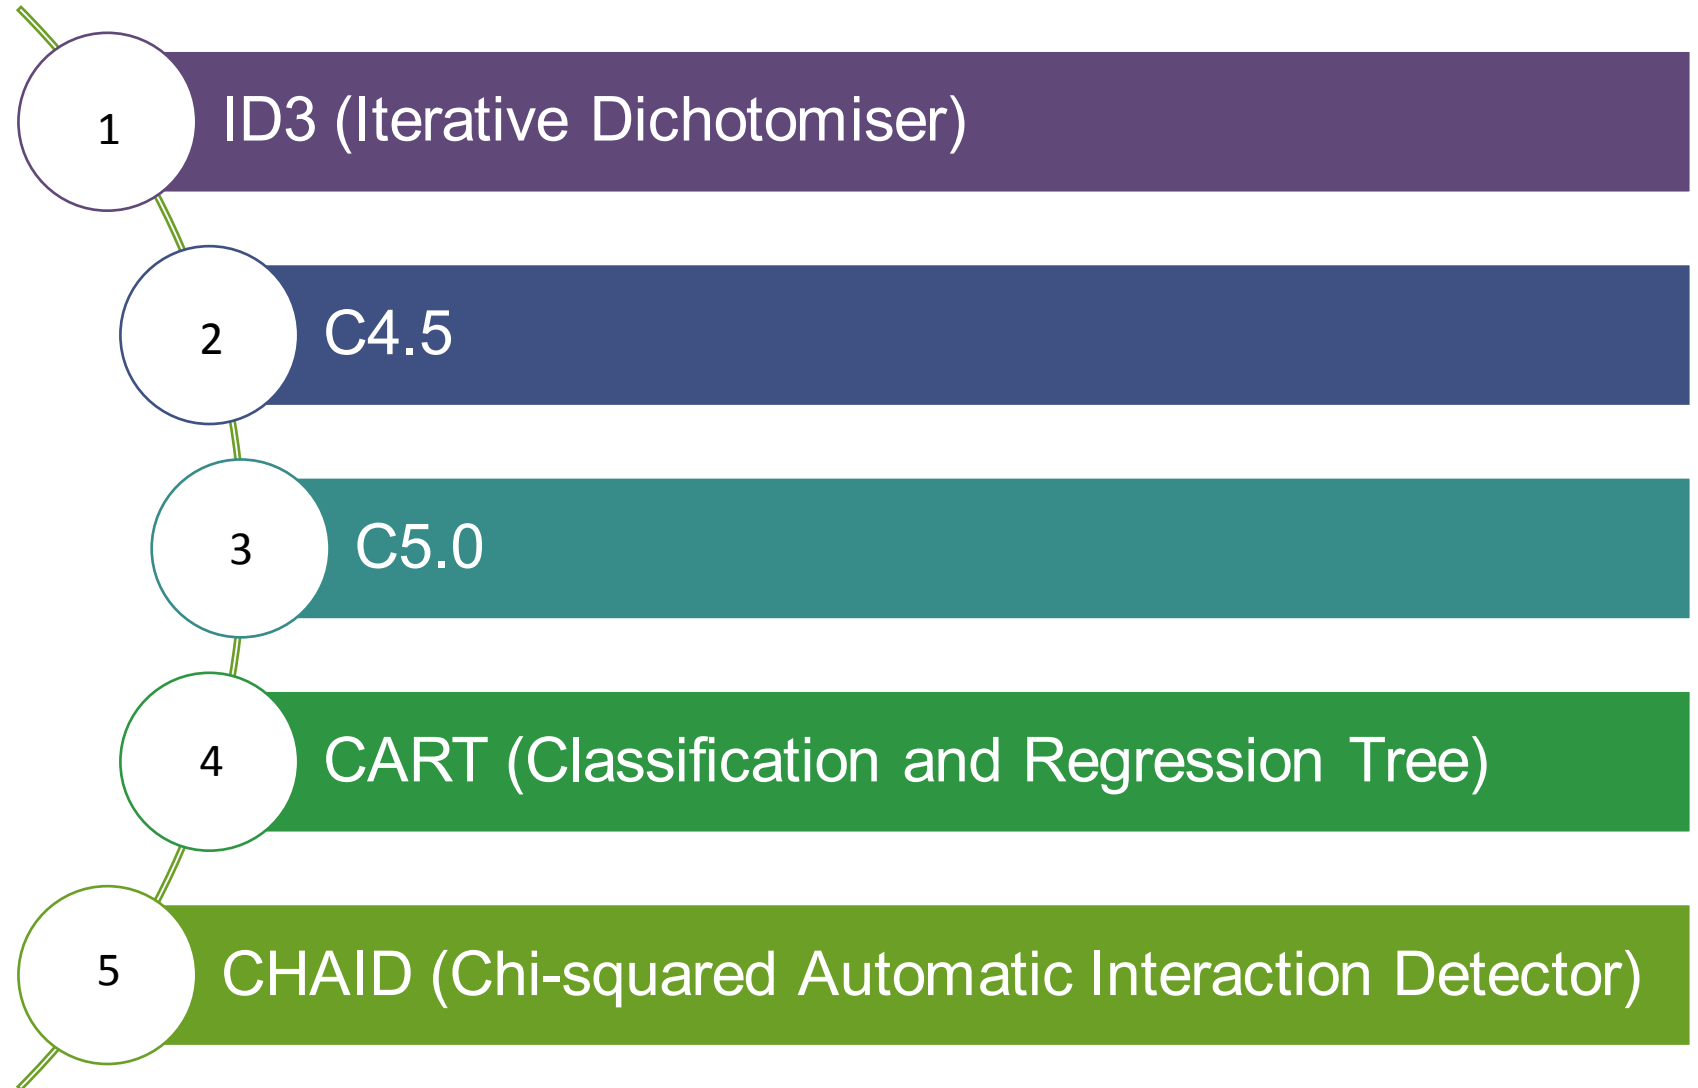 1 ID3 (Iterative Dichotomiser)
2 C4.5
3 C5.0
4 CART (Classification and Regression Tree)
5 CHAID (Chi-squared Automatic Interaction Detector)